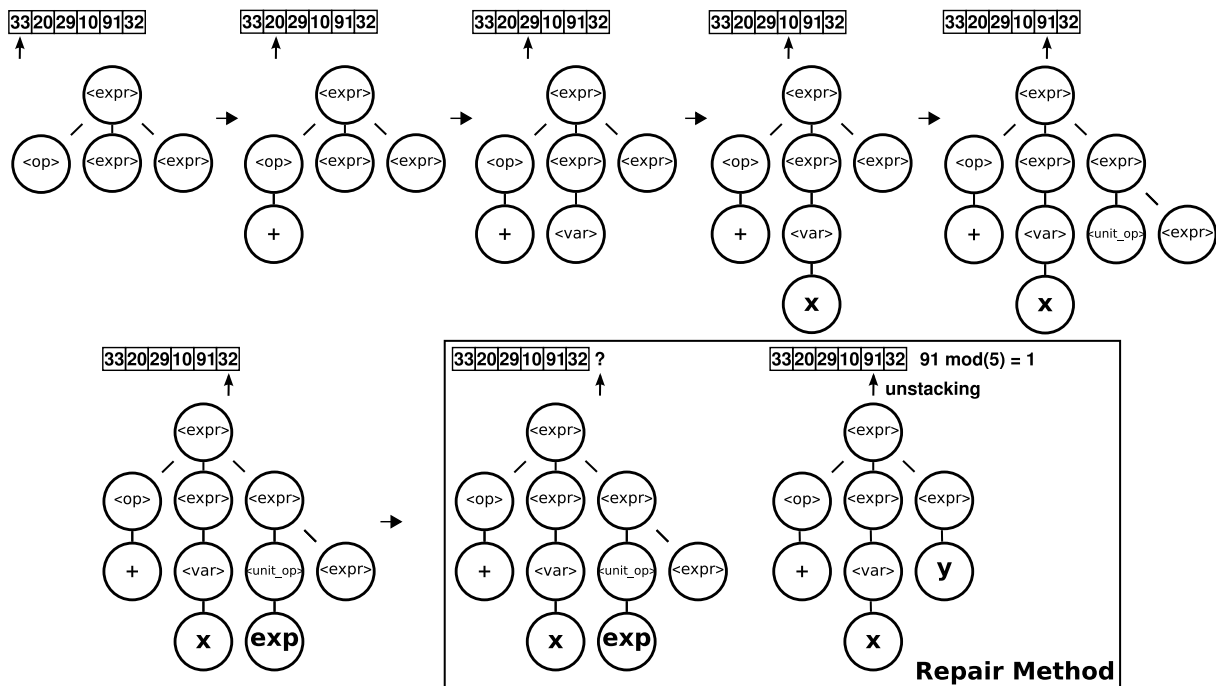 33 20 29 10 91 32 33 20 29 10 91 32 33 20 29 10 91 32 33 20 29 10 91 32 33 20 29 10 91 32
<expr> <expr> <expr> <expr> <expr>
<op> <expr> <expr> <op> <expr> <expr> <op> <expr> <expr> <op> <expr> <expr> <op> <expr> <expr>
+ + <var> + <var> + <var> <unit_op> <expr>
x x
33 20 29 10 91 32 33 20 29 10 91 32 ? 33 20 29 10 91 32 91 mod(5) = 1
unstacking
<expr> <expr> <expr>
<op> <expr> <expr> <op> <expr> <expr> <op> <expr> <expr>
+ <var> <unit_op> <expr> + <var> <unit_op> <expr> + <var> y
x exp x exp x
Repair Method